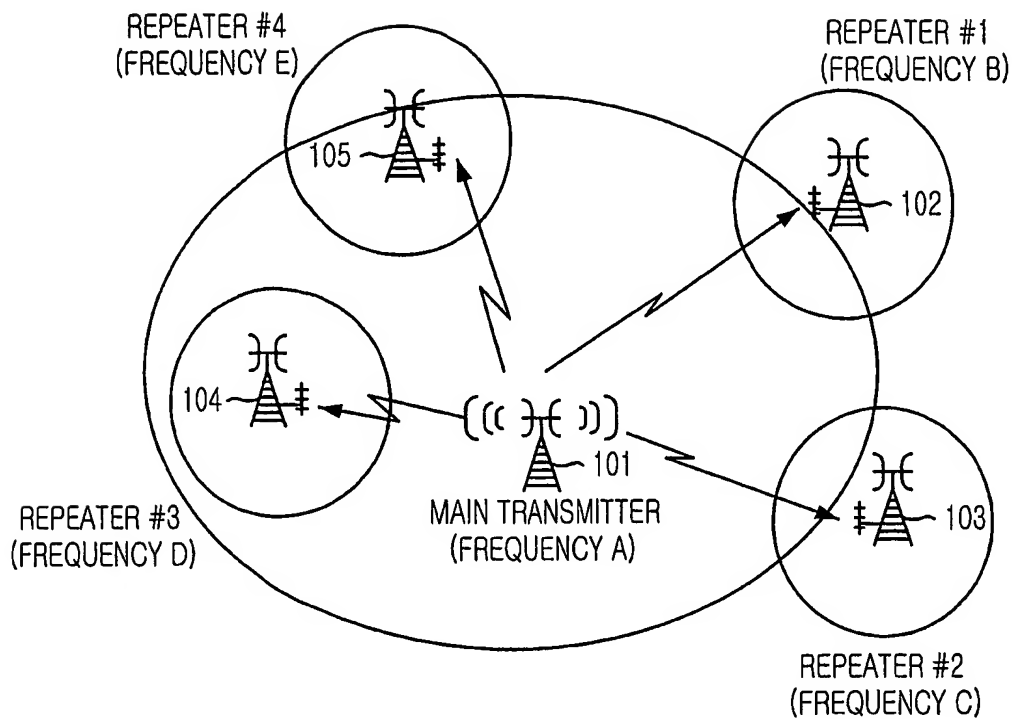 REPEATER #4
(FREQUENCY E)
REPEATER #1
(FREQUENCY B)
105
102
104
101
MAIN TRANSMITTER
(FREQUENCY A)
103
REPEATER #3
(FREQUENCY D)
REPEATER #2
(FREQUENCY C)